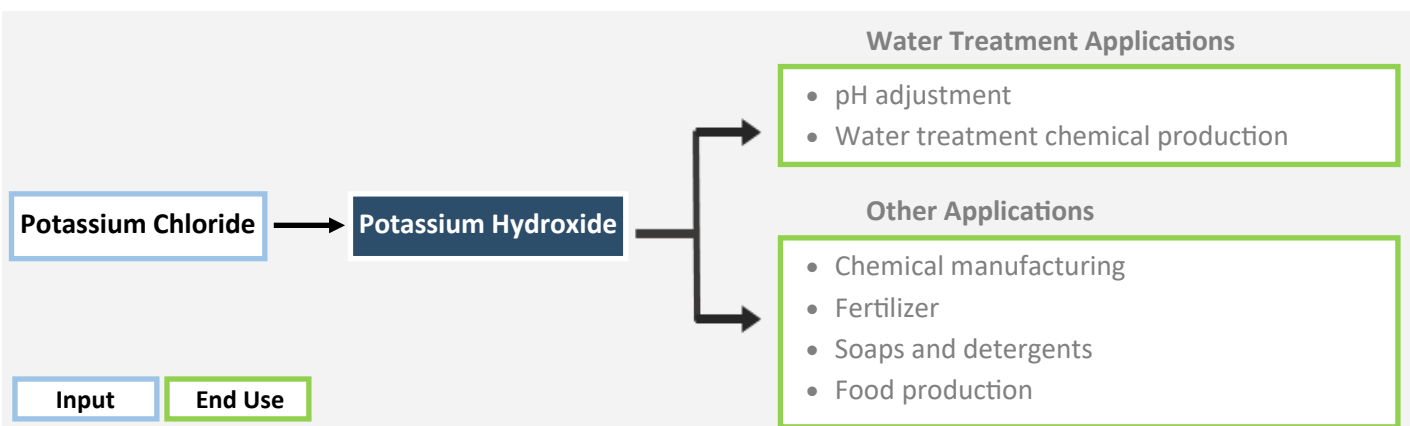 Water Treatment Applications
• pH adjustment
• Water treatment chemical production
Potassium Chloride
Potassium Hydroxide
Other Applications
• Chemical manufacturing
• Fertilizer
• Soaps and detergents
• Food production
Input
End Use